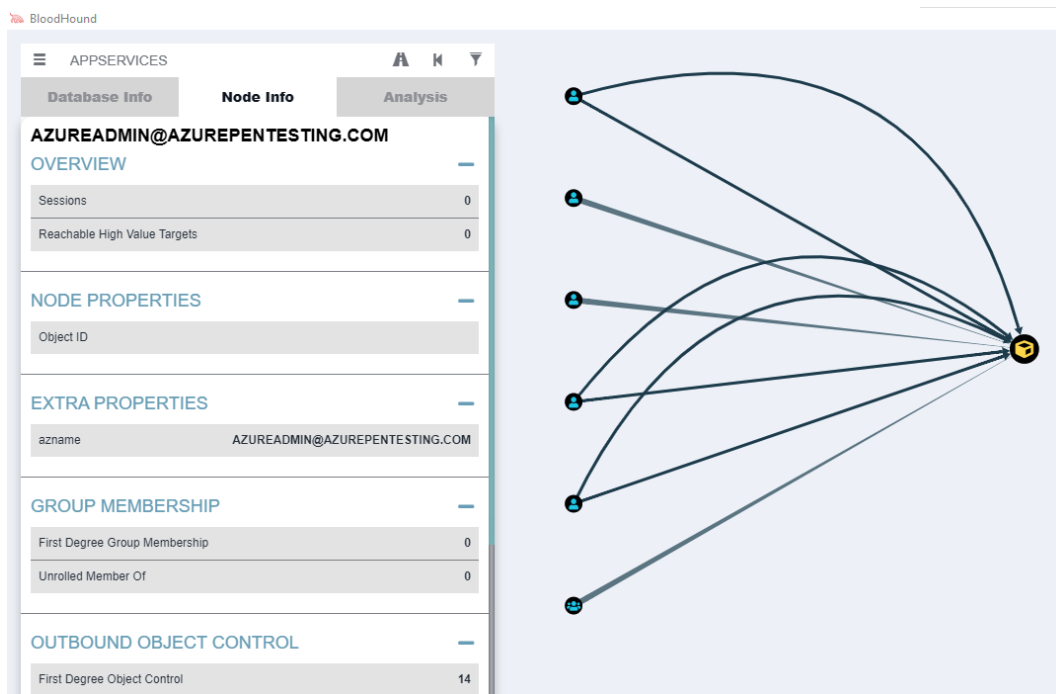 BloodHound
APPSERVICES
Database Info Node Info Analysis
AZUREADMIN@AZUREPENTESTING.COM
OVERVIEW
Sessions 0
Reachable High Value Targets 0
NODE PROPERTIES
Object ID
EXTRA PROPERTIES
azname AZUREADMIN@AZUREPENTESTING.COM
GROUP MEMBERSHIP
First Degree Group Membership 0
Unrolled Member Of 0
OUTBOUND OBJECT CONTROL
First Degree Object Control 14